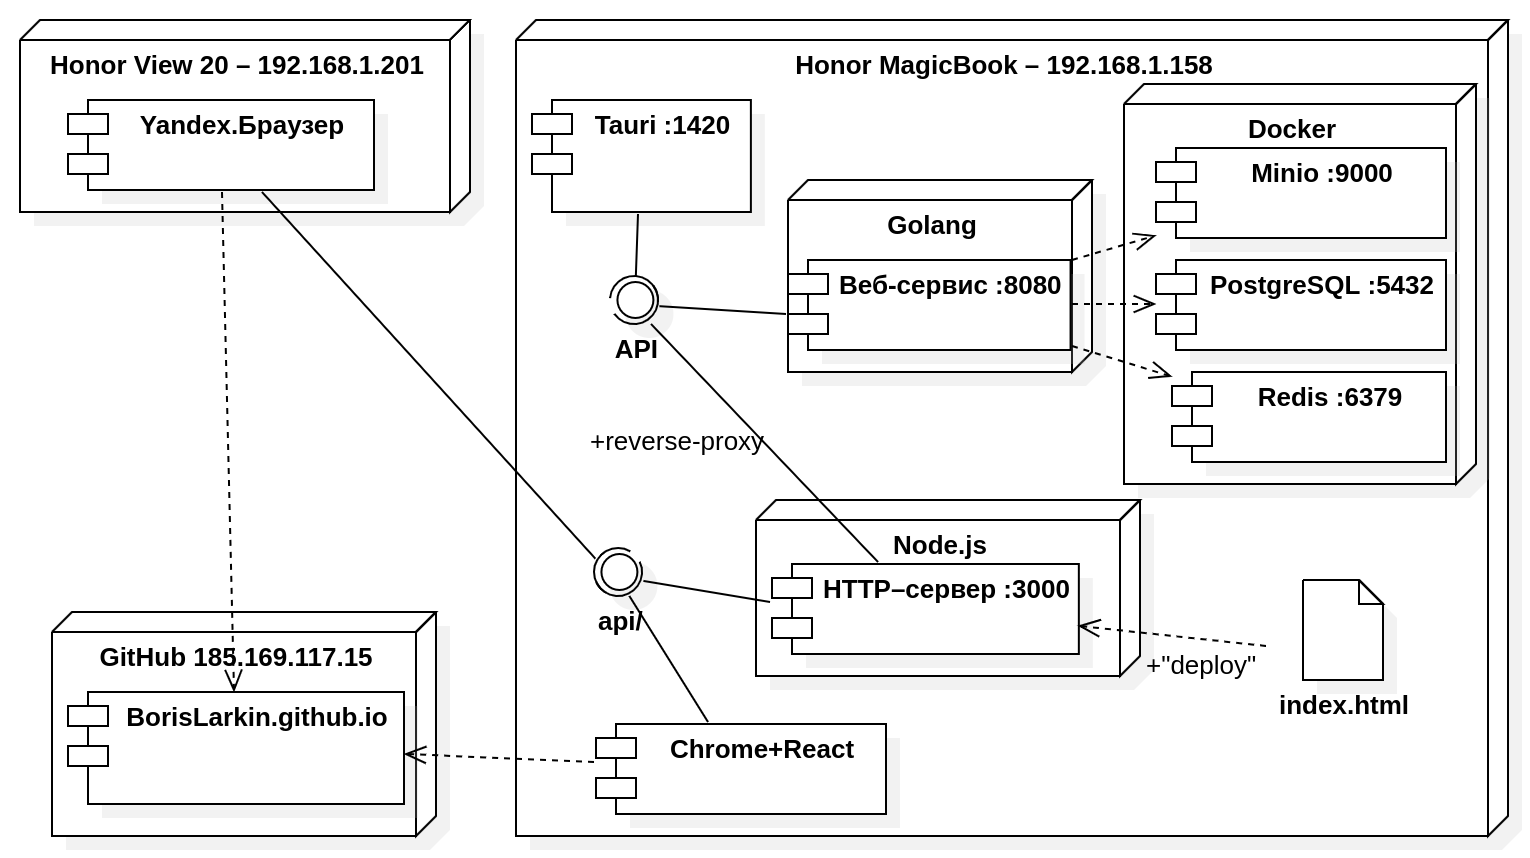 Honor View 20 – 192.168.1.201
Yandex.Браузер
Honor MagicBook – 192.168.1.158
Tauri :1420
Docker
Minio :9000
Golang
Веб-сервис :8080
PostgreSQL :5432
API
Redis :6379
+reverse-proxy
Node.js
HTTP–сервер :3000
api/
GitHub 185.169.117.15
BorisLarkin.github.io
+"deploy"
index.html
Chrome+React